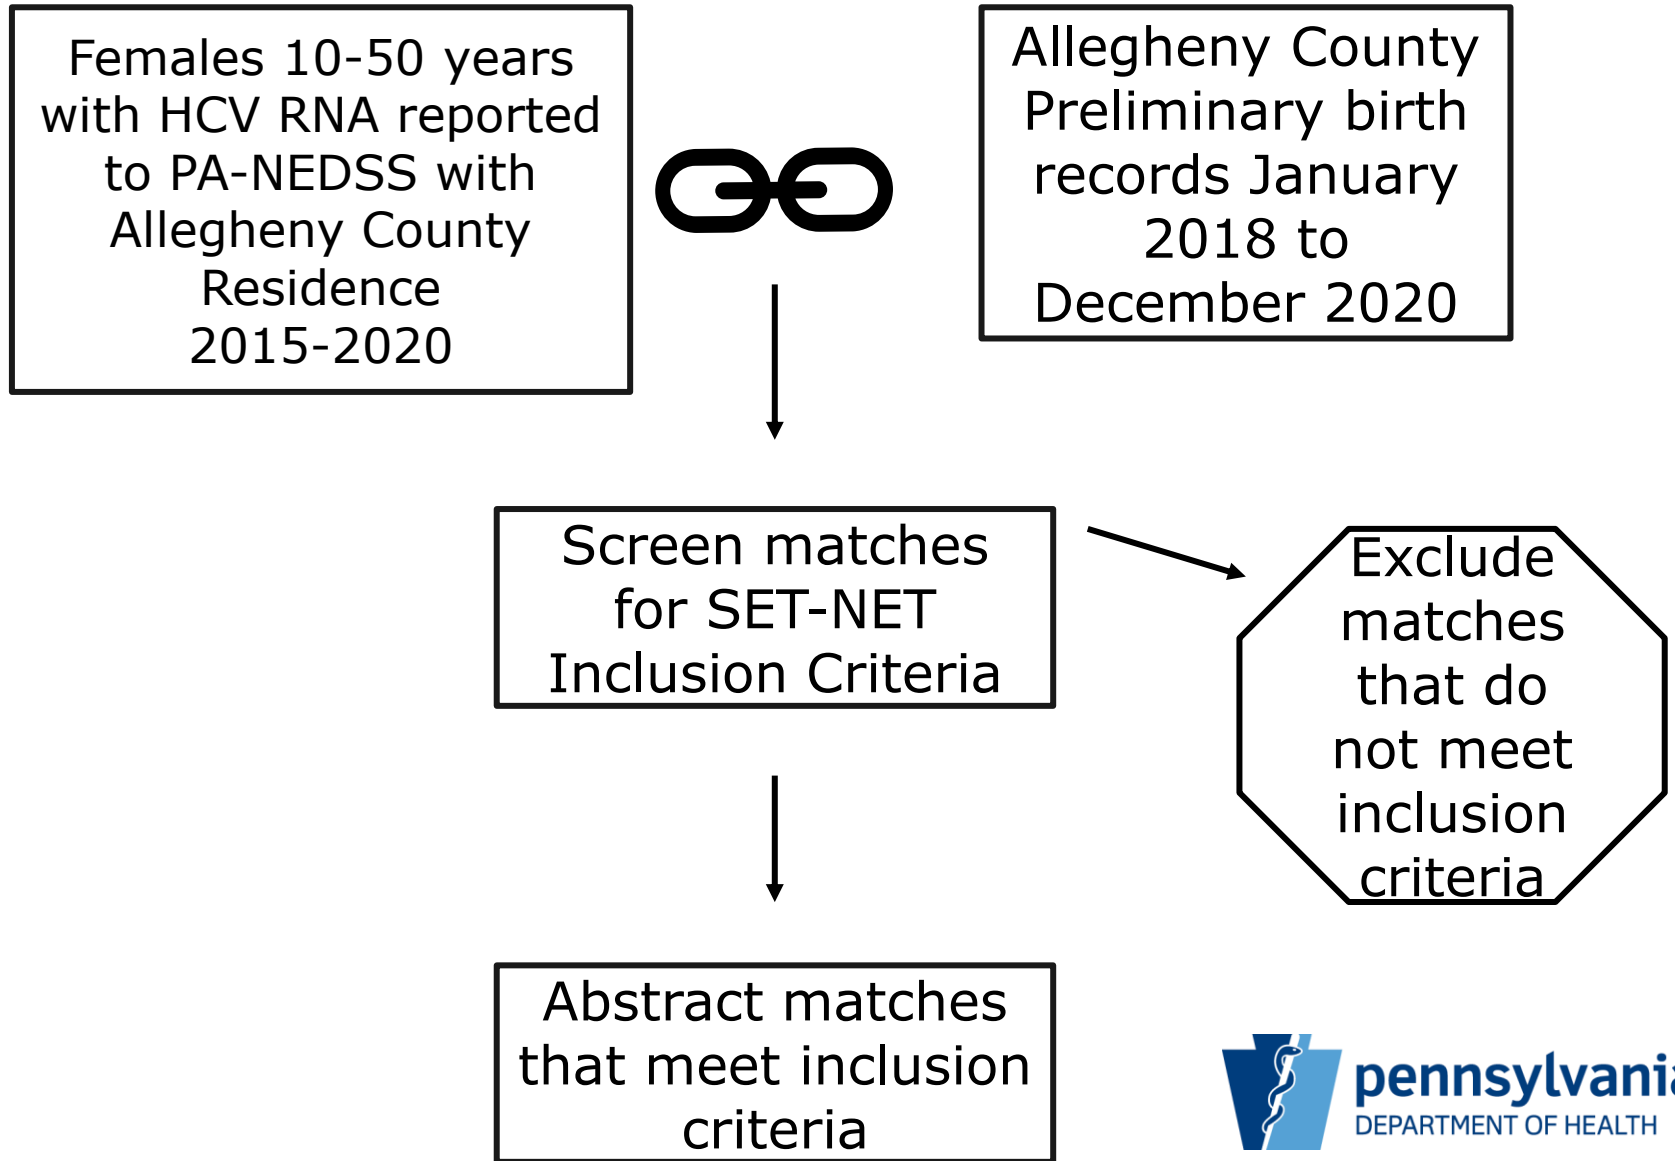 Females 10-50 years
with HCV RNA reported
to PA-NEDSS with
Allegheny County
Residence
2015-2020
Allegheny County
Preliminary birth
records January
2018 to
December 2020
Screen matches
for SET-NET
Inclusion Criteria
Exclude
matches
that do
not meet
inclusion
criteria
Abstract matches
that meet inclusion
criteria
pennsylvania
DEPARTMENT OF HEALTH